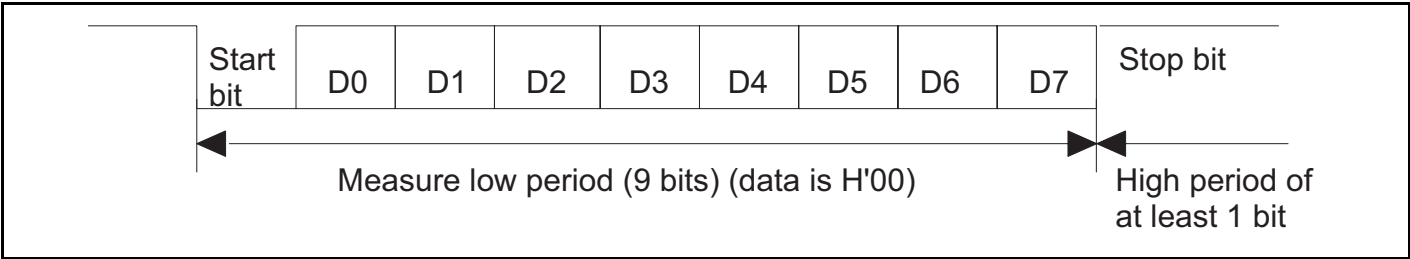 Start
bit
D0 D1 D2 D3 D4 D5 D6 D7
Stop bit
Measure low period (9 bits) (data is H'00)
High period of
at least 1 bit